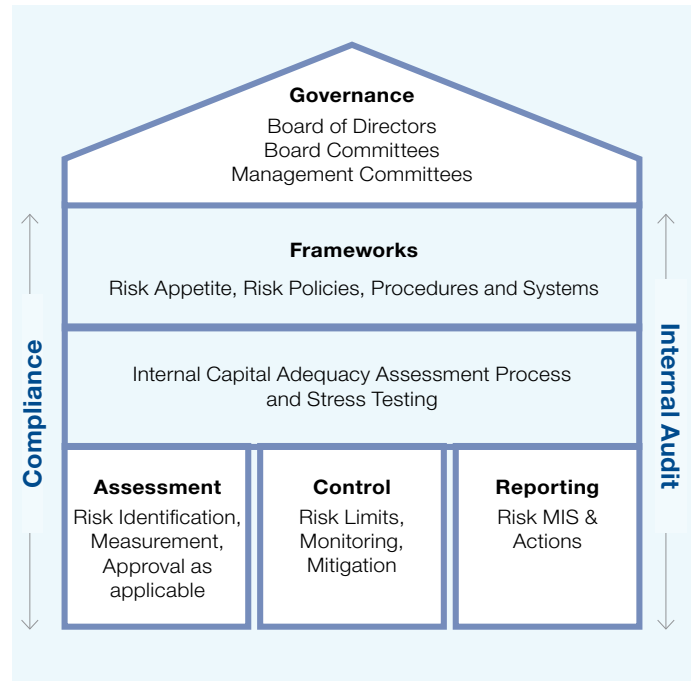 Governance
Board of Directors
Board Committees
Management Committees
Frameworks
Risk Appetite, Risk Policies, Procedures and Systems
Internal Capital Adequacy Assessment Process
and Stress Testing
Compliance
Internal Audit
Assessment
Risk Identification,
Measurement,
Approval as
applicable
Control
Risk Limits,
Monitoring,
Mitigation
Reporting
Risk MIS &
Actions